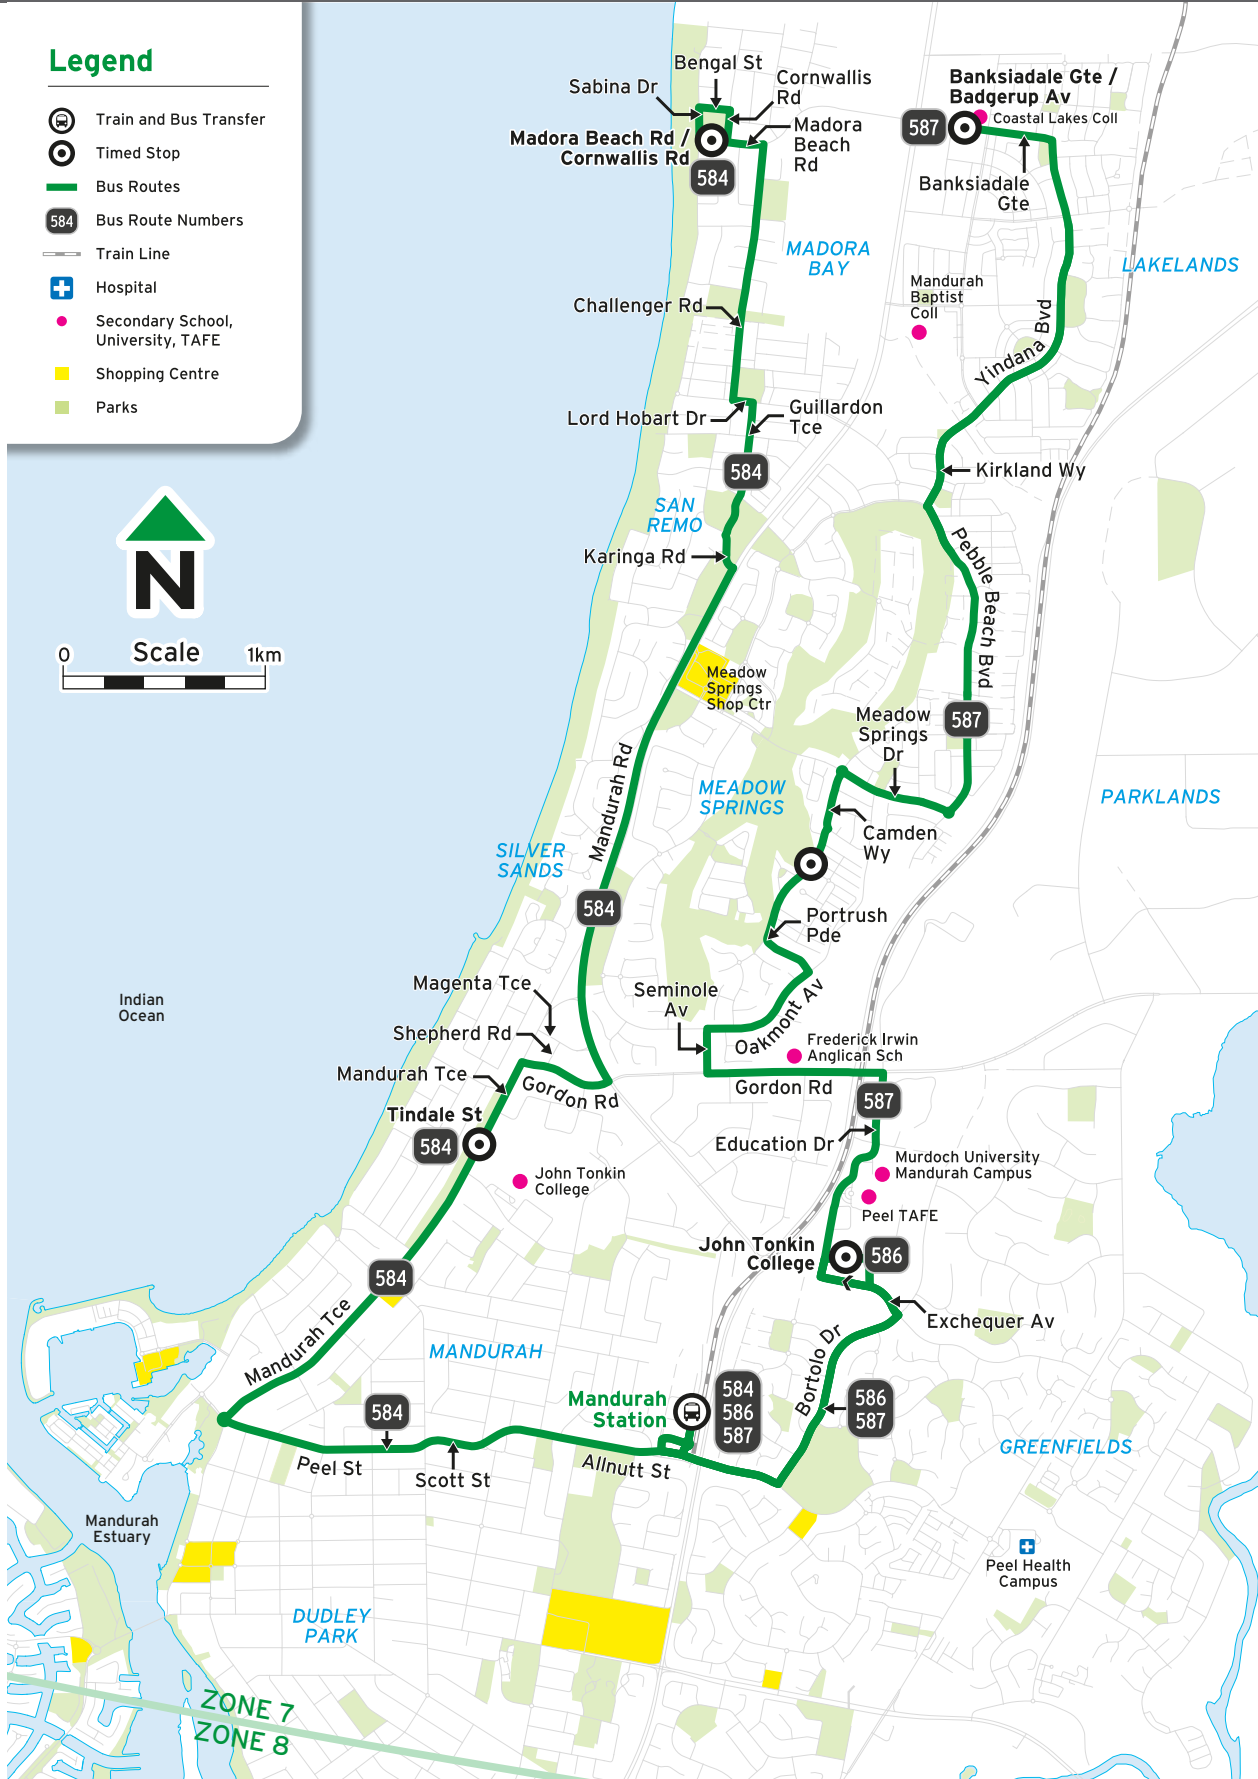 Legend
Train and Bus Transfer
Timed Stop
Bus Routes
584
Bus Route Numbers
Train Line
Hospital
Secondary School,
University, TAFE
Shopping Centre
Parks
N
0
Scale
1km
Bengal St
Sabina Dr
Cornwallis
Rd
Madora Beach Rd /
Cornwallis Rd
584
Madora
Beach
Rd
Banksiadale Gte /
Badgerup Av
587
Coastal Lakes Coll
Banksiadale
Gte
MADORA
BAY
LAKELANDS
Mandurah
Baptist
Coll
Challenger Rd
Yindana Bvd
Lord Hobart Dr
Guillardon
Tce
584
Kirkland Wy
SAN
REMO
Karinga Rd
Pebble Beach Bvd
Meadow
Springs
Shop Ctr
587
Meadow
Springs
Dr
Mandurah Rd
MEADOW
SPRINGS
PARKLANDS
Camden
Wy
SILVER
SANDS
584
Portrush
Pde
Indian
Ocean
Magenta Tce
Seminole
Av
Oakmont Av
Shepherd Rd
Frederick Irwin
Anglican Sch
Mandurah Tce
Gordon Rd
Gordon Rd
587
Tindale St
584
Education Dr
Murdoch University
Mandurah Campus
John Tonkin
College
Peel TAFE
John Tonkin
College
586
584
Exchequer Av
Mandurah Tce
MANDURAH
Bortolo Dr
Mandurah
Station
584
586
587
586
587
584
GREENFIELDS
Peel St
Scott St
Allnutt St
Mandurah
Estuary
Peel Health
Campus
DUDLEY
PARK
ZONE 7
ZONE 8